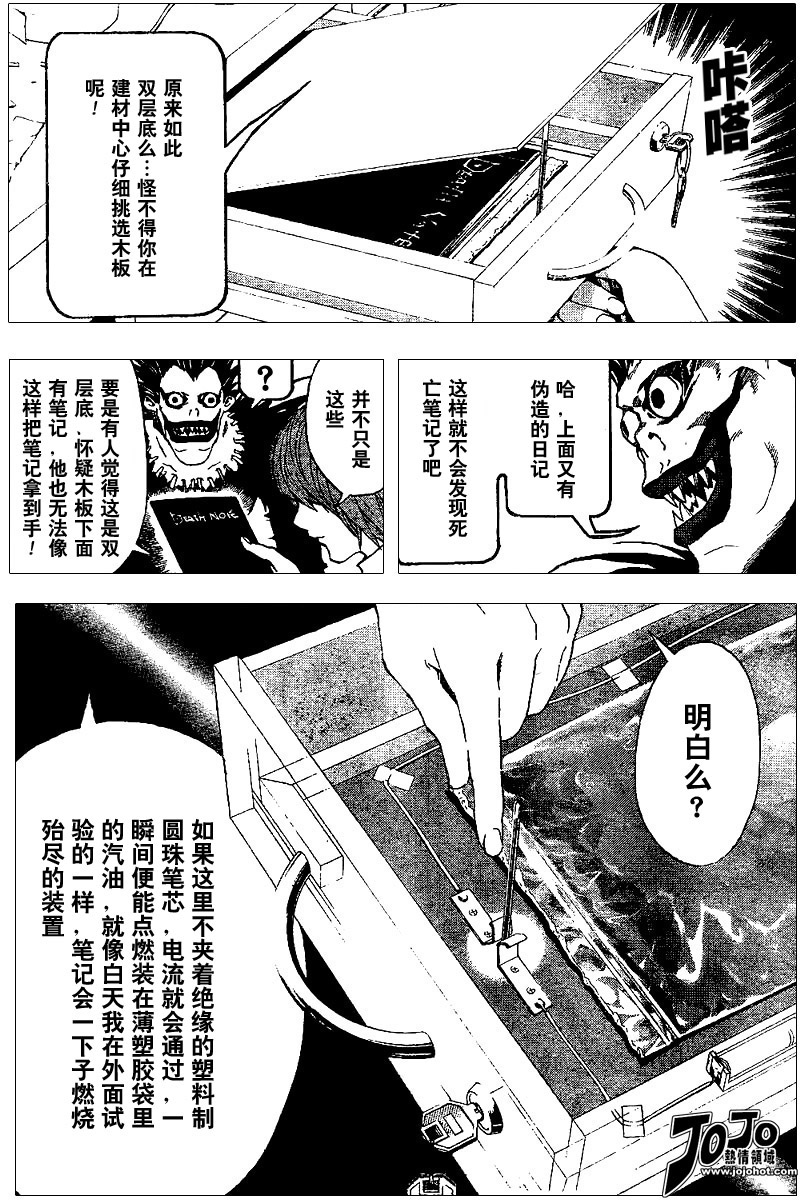 咔嗒
原来如此
双层底么…怪不得你在
建材中心仔细挑选木板
呢！
Death Note
哈，上面又有
伪造的日记
这样就不会发现死
亡笔记了吧
并不只是
这些
？
Death Note
要是有人觉得这是双
层底，怀疑木板下面
有笔记，他也无法像
这样把笔记拿到手！
明白么？
如果这里不夹着绝缘的塑料制
圆珠笔芯，电流就会通过，一
瞬间便能点燃装在薄塑胶袋里
的汽油，就像白天我在外面试
验的一样，笔记会一下子燃烧
殆尽的装置
JOJO
熱情領域
www.jojohot.com